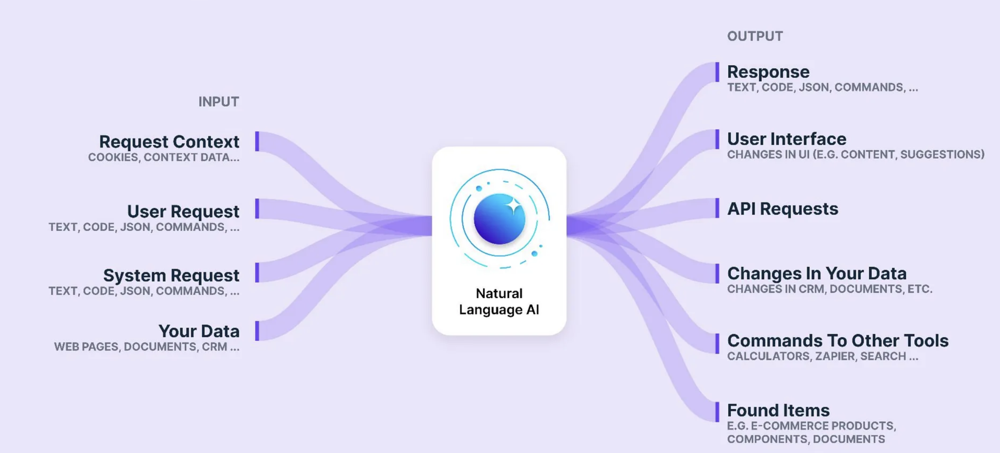 INPUT
Request Context
COOKIES, CONTEXT DATA...
User Request
TEXT, CODE, JSON, COMMANDS, ...
System Request
TEXT, CODE, JSON, COMMANDS, ...
Your Data
WEB PAGES, DOCUMENTS, CRM ...
Natural
Language AI
OUTPUT
Response
TEXT, CODE, JSON, COMMANDS, ...
User Interface
CHANGES IN UI (E.G. CONTENT, SUGGESTIONS)
API Requests
Changes In Your Data
CHANGES IN CRM, DOCUMENTS, ETC.
Commands To Other Tools
CALCULATORS, ZAPIER, SEARCH ...
Found Items
E.G. E-COMMERCE PRODUCTS,
COMPONENTS, DOCUMENTS